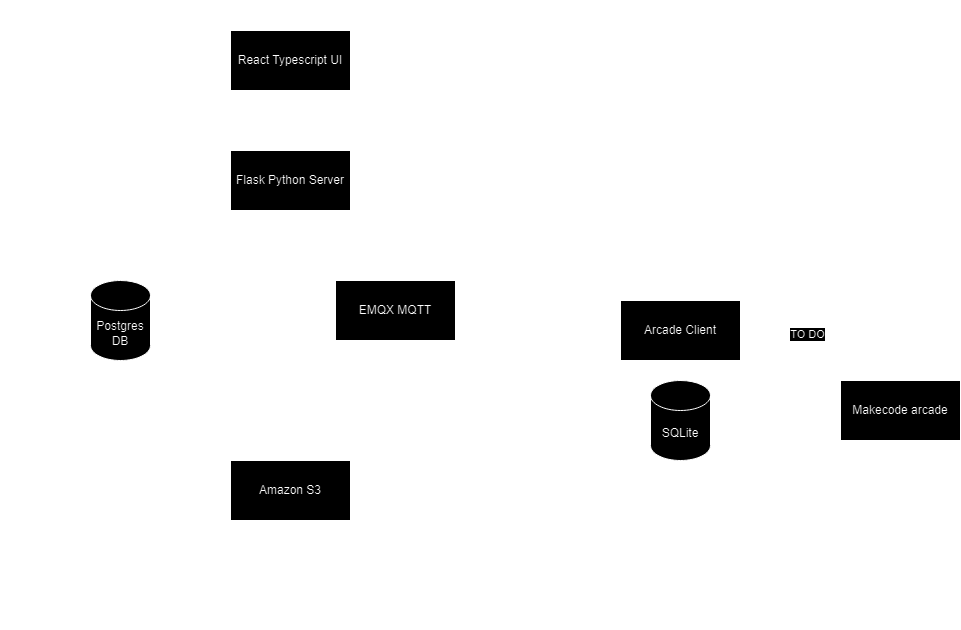 React Typescript UI
Flask Python Server
Postgres
DB
EMQX MQTT
Arcade Client
TO DO
SQLite
Makecode arcade
Amazon S3